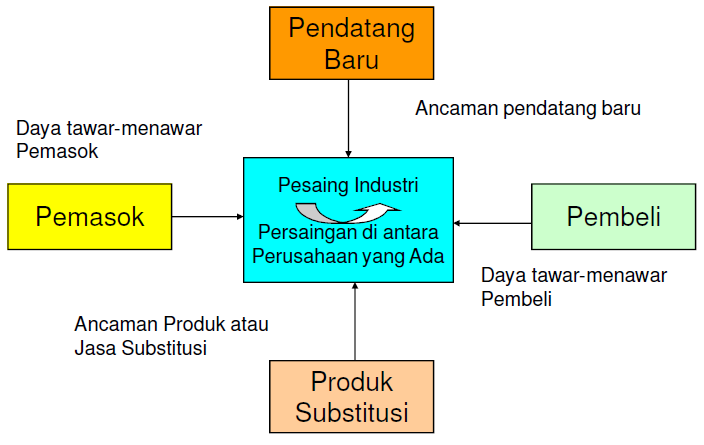 Pendatang
Baru
Ancaman pendatang baru
Daya tawar-menawar
Pemasok
Pesaing Industri
Persaingan di antara
Perusahaan yang Ada
Pemasok
Pembeli
Daya tawar-menawar
Pembeli
Ancaman Produk atau
Jasa Substitusi
Produk
Substitusi